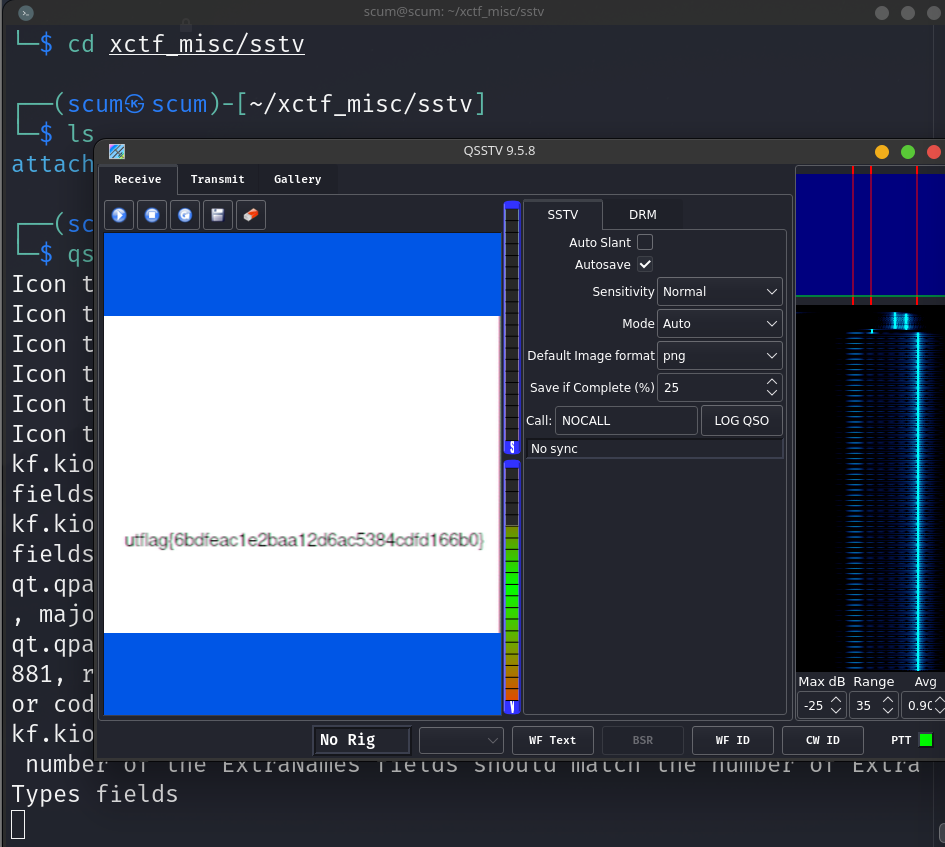 scum@scum: ~/xctf_misc/sstv
└─$ cd xctf_misc/sstv
┌──(scum㉿scum)-[~/xctf_misc/sstv]
└─$ ls
attach
QSSTV 9.5.8
Receive Transmit Gallery
┌──(sc
└─$ qs
SSTV DRM
Auto Slant
Autosave
Icon t
Sensitivity Normal
Icon t
Mode Auto
Icon t
Default Image format png
Icon t
Save if Complete (%) 25
Icon t
Call: NOCALL LOG QSO
Icon t
No sync
S
kf.kio
fields
kf.kio
utflag{6bdfeac1e2baa12d6ac5384cdfd166b0}
fields
qt.qpa
, majo
qt.qpa
881, r
Max dB Range Avg
or cod
-25 35 0.90
V
kf.kio
No Rig WF Text BSR WF ID CW ID PTT
number of the ExtraNames fields should match the number of Extra
Types fields